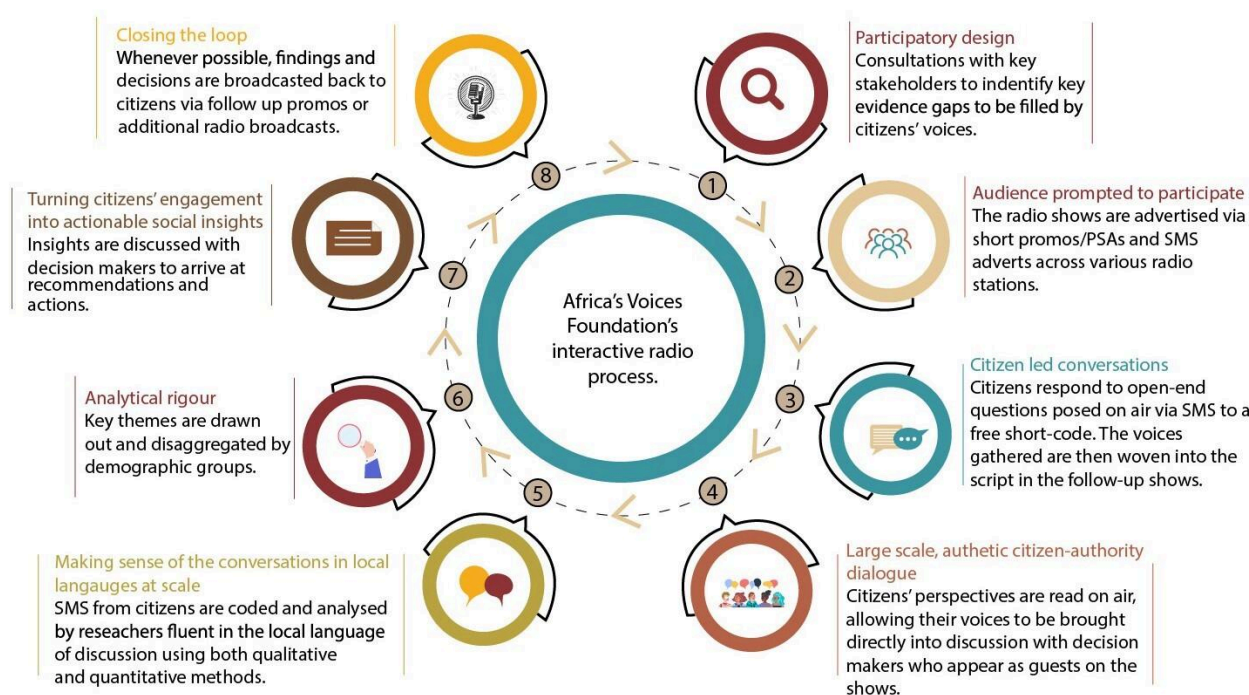 Africa's Voices
Foundation's
interactive radio
process.
1
Participatory design
Consultations with key
stakeholders to indentify key
evidence gaps to be filled by
citizens' voices.
2
Audience prompted to participate
The radio shows are advertised via
short promos/PSAs and SMS
adverts across various radio
stations.
3
Citizen led conversations
Citizens respond to open-end
questions posed on air via SMS to a
free short-code. The voices
gathered are then woven into the
script in the follow-up shows.
4
Large scale, authetic citizen-authority
dialogue
Citizens' perspectives are read on air,
allowing their voices to be brought
directly into discussion with decision
makers who appear as guests on the
shows.
5
Making sense of the conversations in local
langauges at scale
SMS from citizens are coded and analysed
by reseachers fluent in the local language
of discussion using both qualitative
and quantitative methods.
6
Analytical rigour
Key themes are drawn
out and disaggregated by
demographic groups.
7
Turning citizens' engagement
into actionable social insights
Insights are discussed with
decision makers to arrive at
recommendations and
actions.
8
Closing the loop
Whenever possible, findings and
decisions are broadcasted back to
citizens via follow up promos or
additional radio broadcasts.